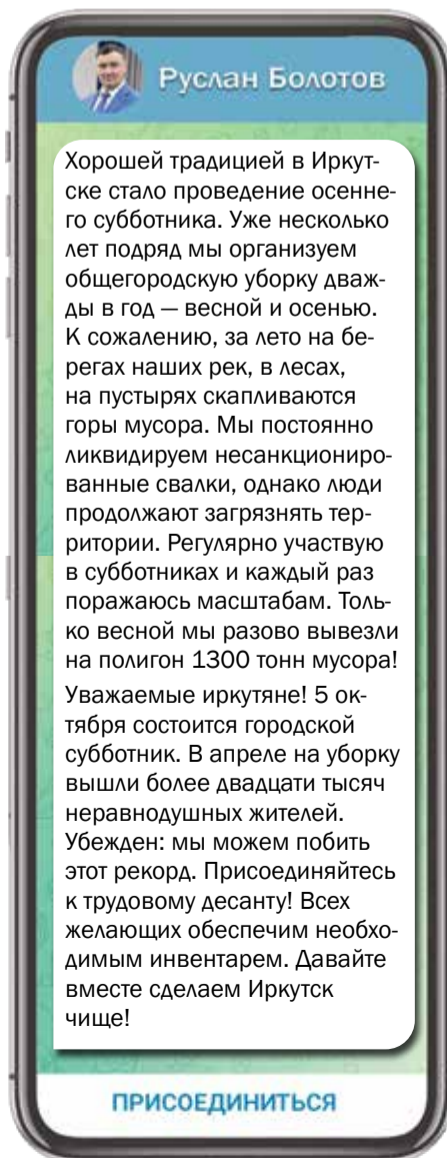 Руслан Болотов
Хорошей традицией в Иркут-
ске стало проведение осенне-
го субботника. Уже несколько
лет подряд мы организуем
общегородскую уборку дваж-
ды в год — весной и осенью.
К сожалению, за лето на бе-
регах наших рек, в лесах,
на пустырях скапливаются
горы мусора. Мы постоянно
ликвидируем несанкциониро-
ванные свалки, однако люди
продолжают загрязнять тер-
ритории. Регулярно участвую
в субботниках и каждый раз
поражаюсь масштабам. Толь-
ко весной мы разово вывезли
на полигон 1300 тонн мусора!
Уважаемые иркутяне! 5 ок-
тября состоится городской
субботник. В апреле на уборку
вышли более двадцати тысяч
неравнодушных жителей.
Убежден: мы можем побить
этот рекорд. Присоединяйтесь
к трудовому десанту! Всех
желающих обеспечим необхо-
димым инвентарем. Давайте
вместе сделаем Иркутск
чище!
ПРИСОЕДИНИТЬСЯ